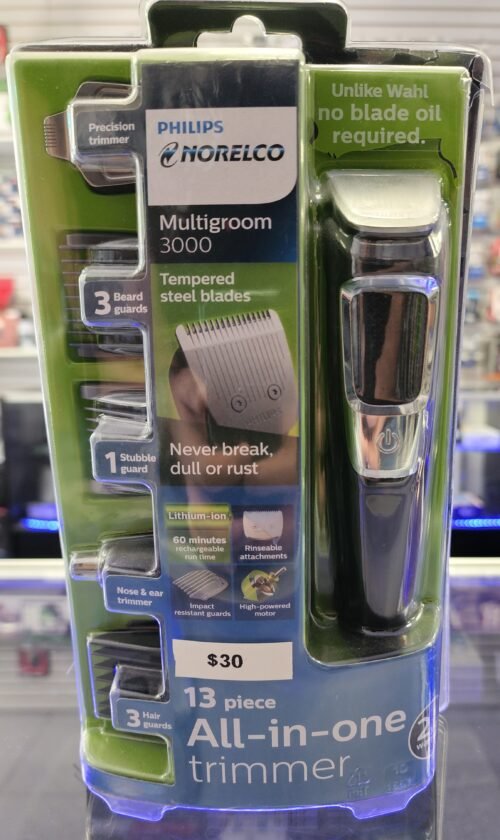 Unlike Wahl
no blade oil
required.
Precision
trimmer
PHILIPS
NORELCO
Multigroom
3000
Tempered
steel blades
3 Beard
guards
1 Stubble
guard
Never break,
dull or rust
Lithium-ion
60 minutes
rechargeable
run time
Rinseable
attachments
Impact
resistant guards
High-powered
motor
Nose & ear
trimmer
$30
3 Hair
guards
13 piece
All-in-one
trimmer